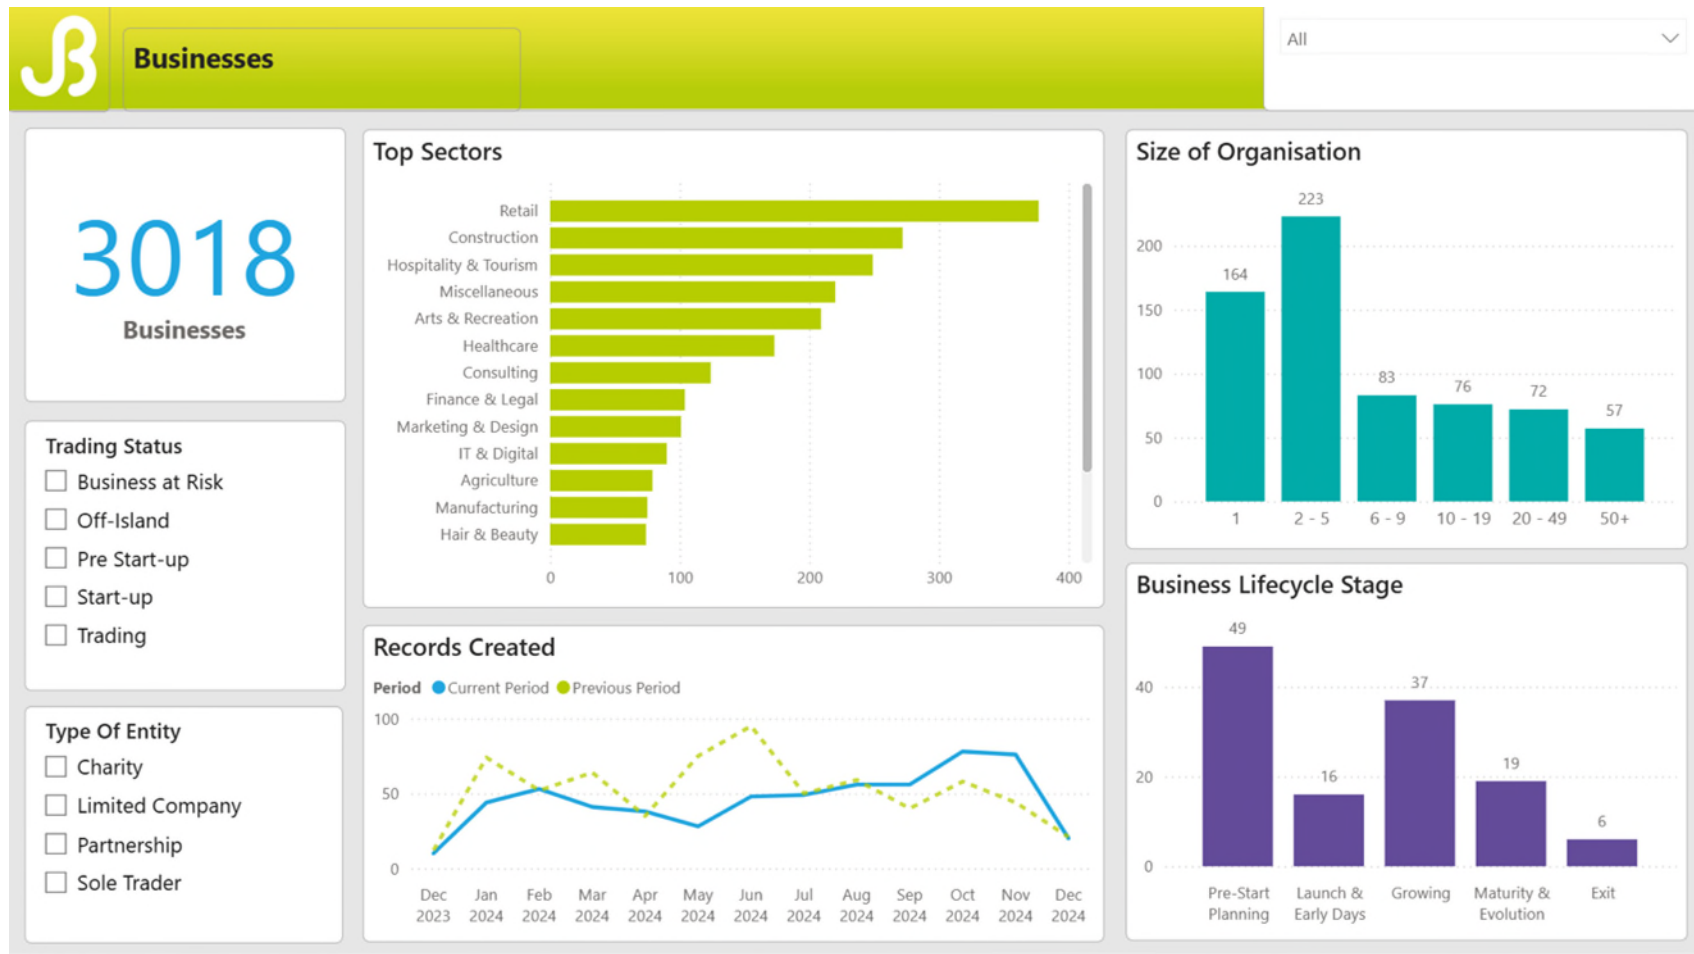 JB
Businesses
All
3018
Businesses
Trading Status
Business at Risk
Off-Island
Pre Start-up
Start-up
Trading
Type Of Entity
Charity
Limited Company
Partnership
Sole Trader
Top Sectors
Retail
Construction
Hospitality & Tourism
Miscellaneous
Arts & Recreation
Healthcare
Consulting
Finance & Legal
Marketing & Design
IT & Digital
Agriculture
Manufacturing
Hair & Beauty
0 100 200 300 400
Records Created
Period Current Period Previous Period
100
50
0
Dec Jan Feb Mar Apr May Jun Jul Aug Sep Oct Nov Dec
2023 2024 2024 2024 2024 2024 2024 2024 2024 2024 2024 2024 2024
Size of Organisation
223
200
164
150
100
83
76
72
57
50
0
1 2 - 5 6 - 9 10 - 19 20 - 49 50+
Business Lifecycle Stage
49
40
37
20
16
19
6
0
Pre-Start Launch & Growing Maturity & Exit
Planning Early Days Evolution